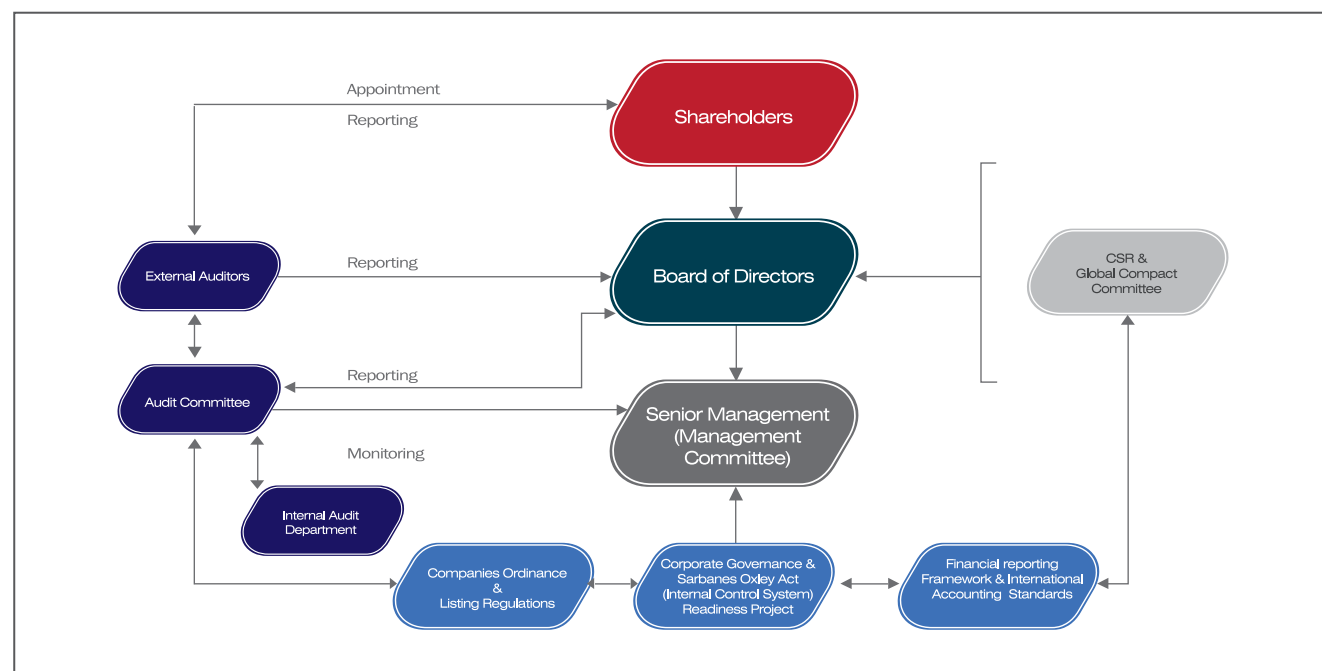 Appointment
Reporting
Shareholders
External Auditors
Reporting
Board of Directors
CSR &
Global Compact
Committee
Reporting
Audit Committee
Senior Management
(Management
Committee)
Monitoring
Internal Audit
Department
Companies Ordinance
&
Listing Regulations
Corporate Governance &
Sarbanes Oxley Act
(Internal Control System)
Readiness Project
Financial reporting
Framework & International
Accounting Standards